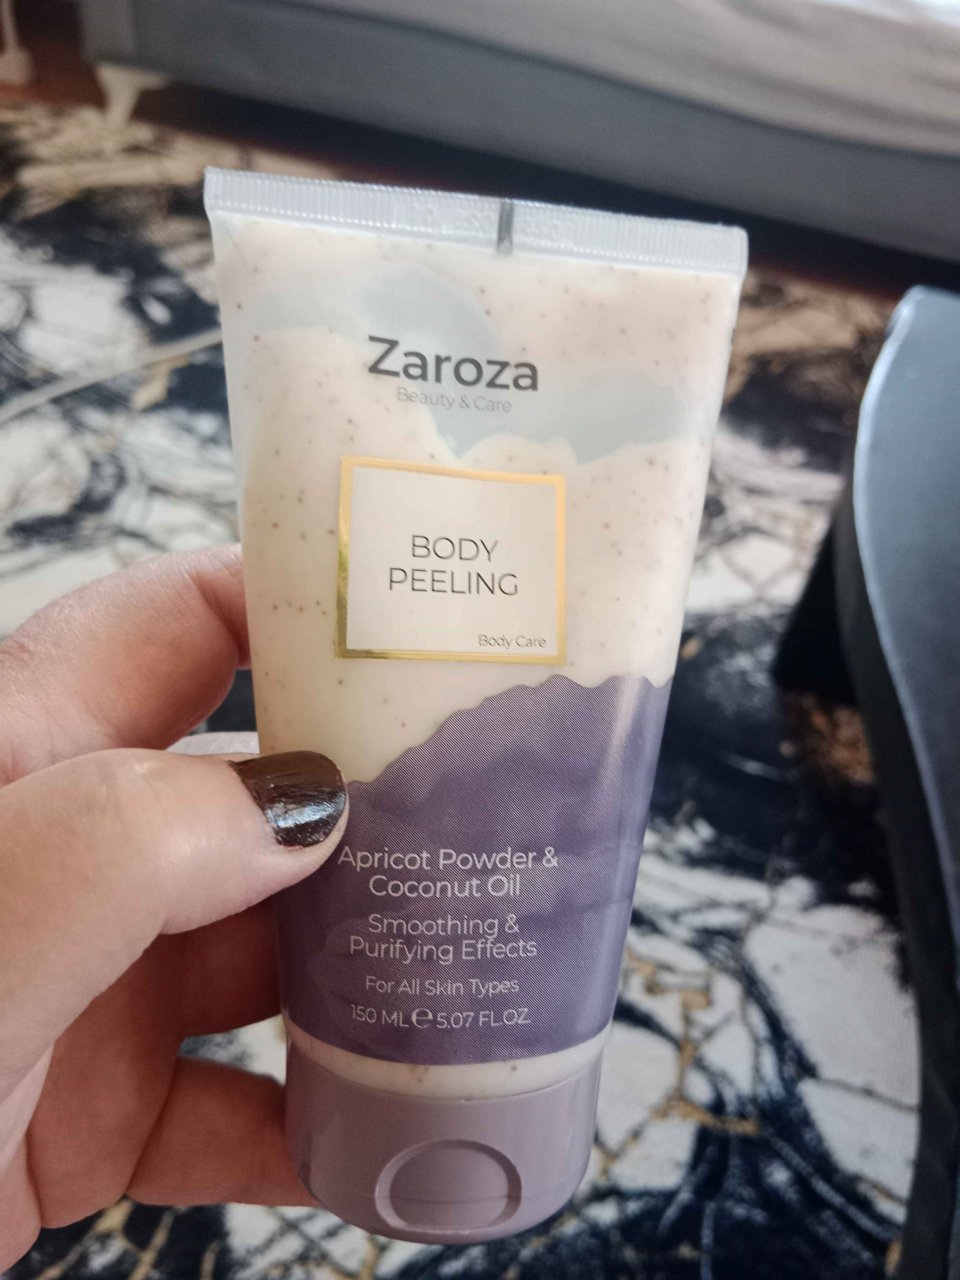 Zaroza
Beauty & Care
BODY
PEELING
Body Care
Apricot Powder &
Coconut Oil
Smoothing &
Purifying Effects
For All Skin Types
150 ML ℮ 5.07 FL.OZ